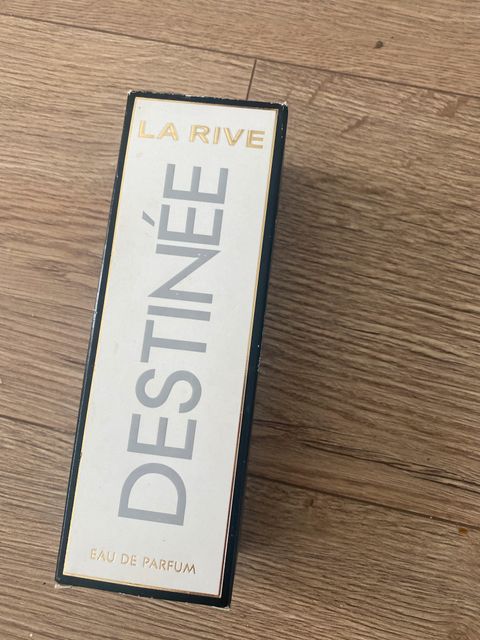 LA RIVE
DESTINÉE
EAU DE PARFUM